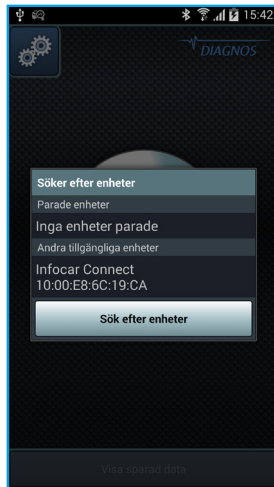 15:42
DIAGNOS
Söker efter enheter
Parade enheter
Inga enheter parade
Andra tillgängliga enheter
Infocar Connect
10:00:E8:6C:19:CA
Sök efter enheter
Visa sparad data